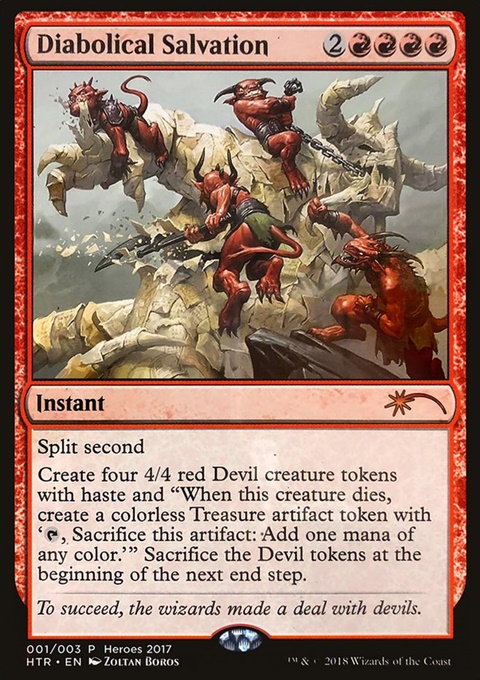 Diabolical Salvation 2
Instant
Split second
Create four 4/4 red Devil creature tokens
with haste and “When this creature dies,
create a colorless Treasure artifact token with
‘, Sacrifice this artifact: Add one mana of
any color.’” Sacrifice the Devil tokens at the
beginning of the next end step.
To succeed, the wizards made a deal with devils.
001/003 P Heroes 2017
HTR • EN Zoltan Boros
™ & © 2018 Wizards of the Coast